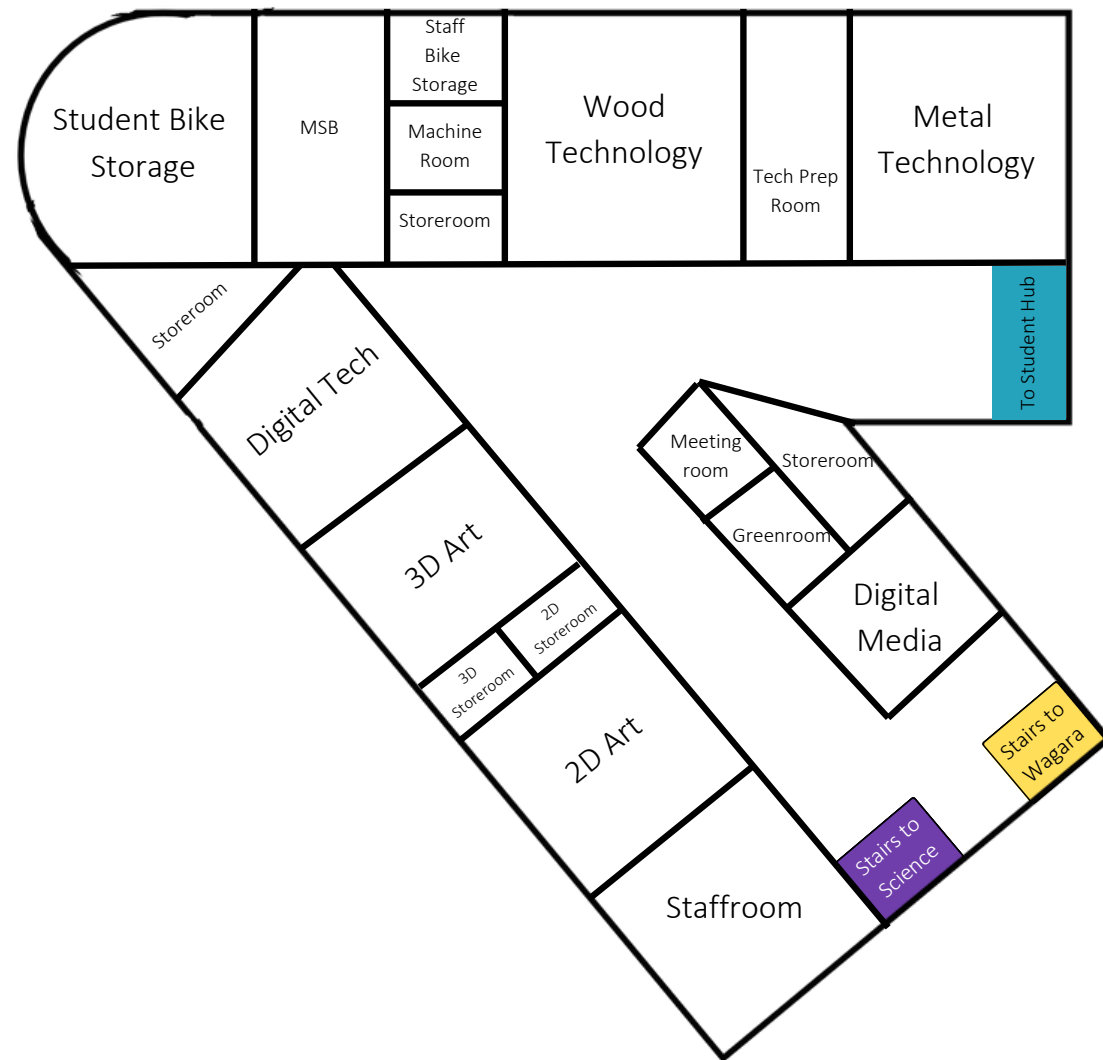 Student Bike
Storage
MSB
Staff
Bike
Storage
Machine
Room
Storeroom
Wood
Technology
Tech Prep
Room
Metal
Technology
To Student Hub
Storeroom
Digital Tech
3D Art
3D
Storeroom
2D
Storeroom
2D Art
Staffroom
Meeting
room
Storeroom
Greenroom
Digital
Media
Stairs to
Wagara
Stairs to
Science